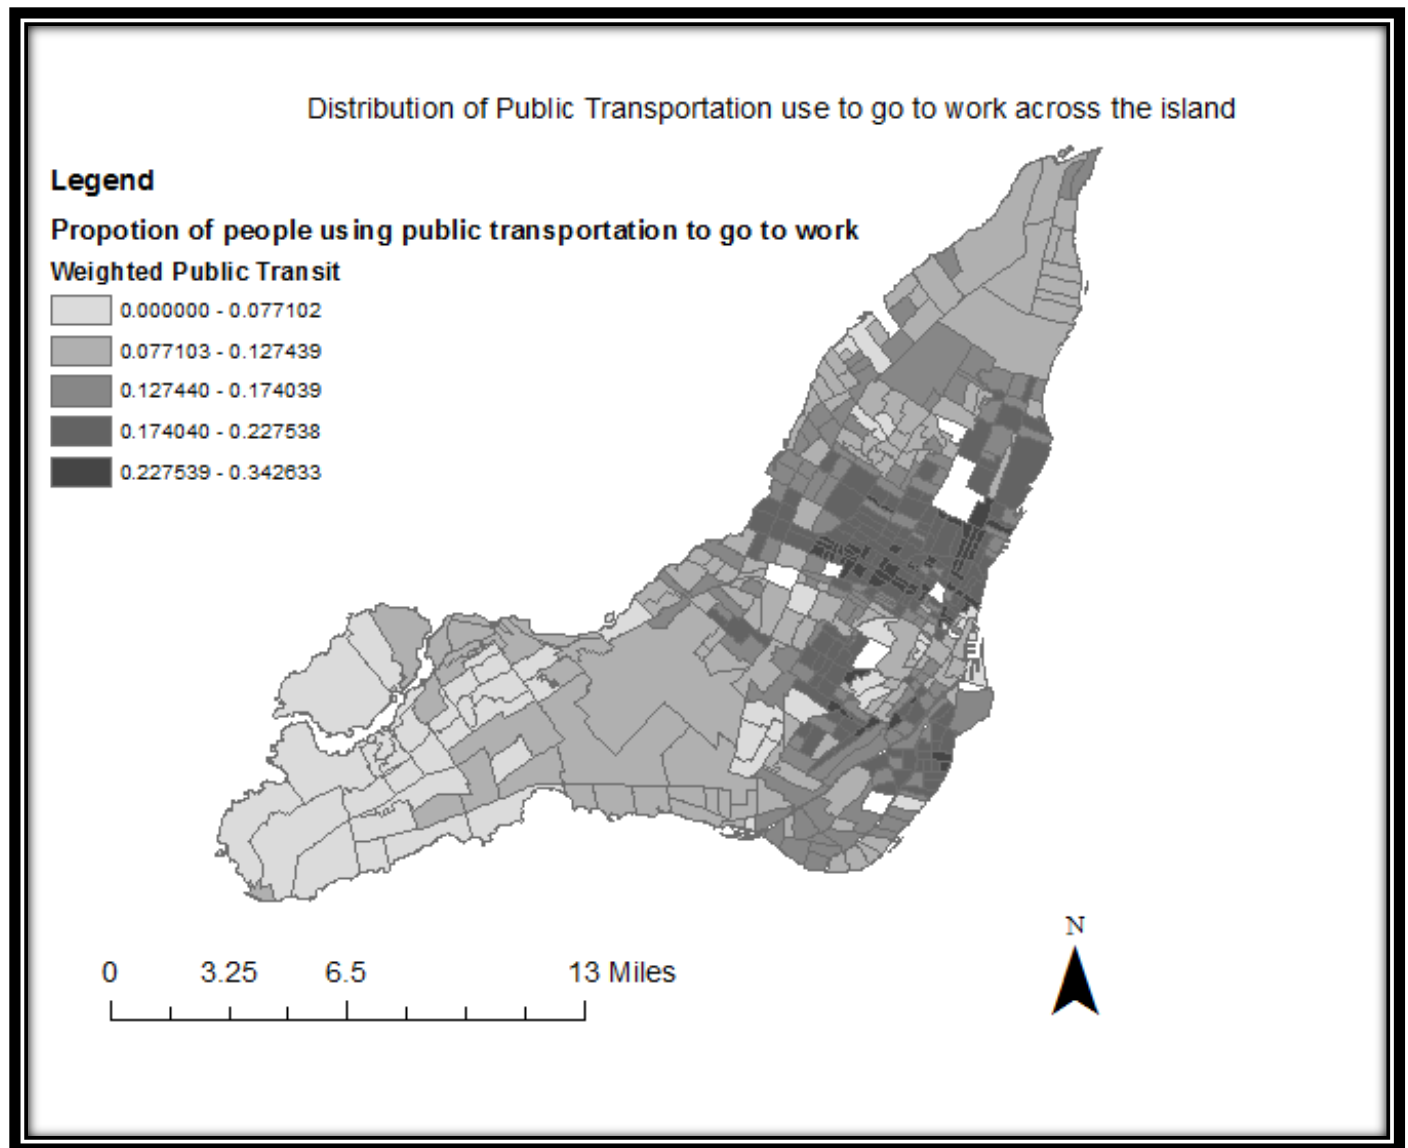 Distribution of Public Transportation use to go to work across the island
Legend
Propotion of people using public transportation to go to work
Weighted Public Transit
0.000000 - 0.077102
0.077103 - 0.127439
0.127440 - 0.174039
0.174040 - 0.227538
0.227539 - 0.342633
N
0 3.25 6.5 13 Miles